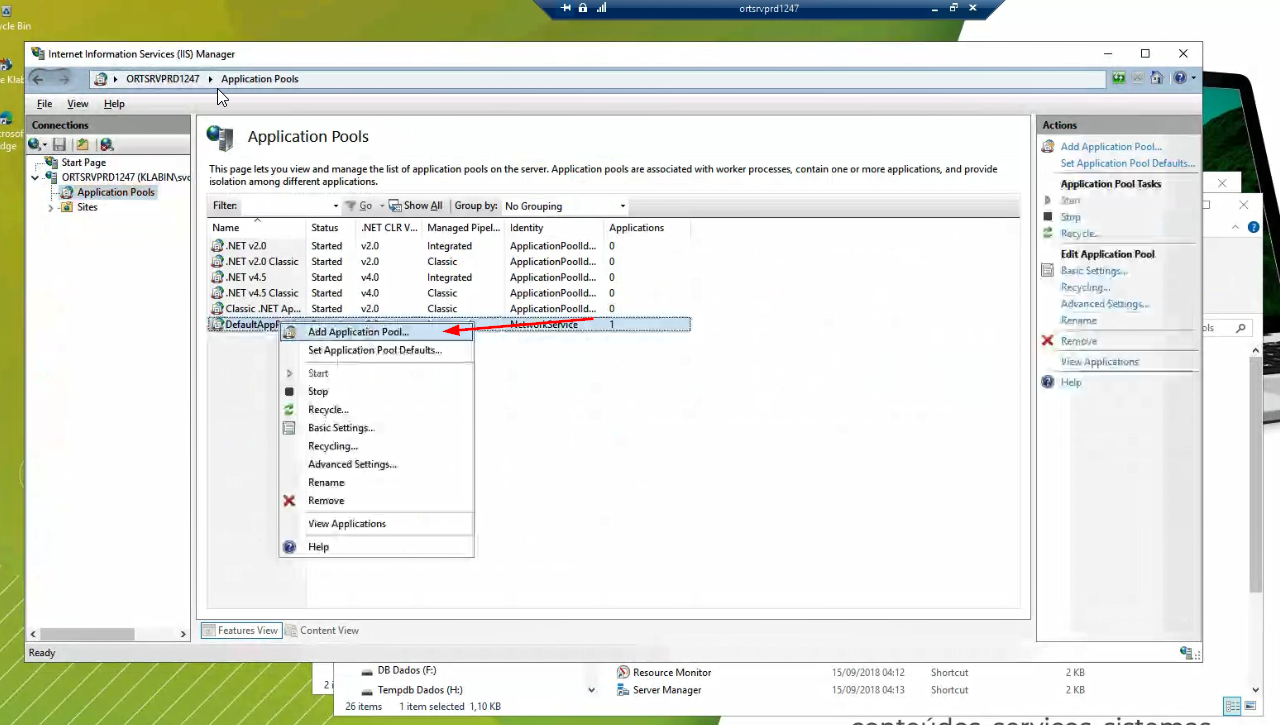 ortsrvprd1247
cle Bin
Internet Information Services (IIS) Manager
ORTSRVPRD1247
Application Pools
File View Help
Connections
Start Page
ORTSRVPRD1247 (KLABIN\svc
Application Pools
Sites
Application Pools
This page lets you view and manage the list of application pools on the server. Application pools are associated with worker processes, contain one or more applications, and provide
isolation among different applications.
Filter: Go Show All Group by: No Grouping
Name Status .NET CLR V... Managed Pipel... Identity Applications
.NET v2.0 Started v2.0 Integrated ApplicationPoolId... 0
.NET v2.0 Classic Started v2.0 Classic ApplicationPoolId... 0
.NET v4.5 Started v4.0 Integrated ApplicationPoolId... 0
.NET v4.5 Classic Started v4.0 Classic ApplicationPoolId... 0
Classic .NET Ap... Started v2.0 Classic ApplicationPoolId... 0
DefaultAppP NetworkService 1
Add Application Pool...
Set Application Pool Defaults...
Start
Stop
Recycle...
Basic Settings...
Recycling...
Advanced Settings...
Rename
Remove
View Applications
Help
Features View Content View
Actions
Add Application Pool...
Set Application Pool Defaults...
Application Pool Tasks
Start
Stop
Recycle...
Edit Application Pool
Basic Settings...
Recycling...
Advanced Settings...
Rename
Remove
View Applications
Help
ols
Ready
DB Dados (F:) Resource Monitor 15/09/2018 04:12 Shortcut 2 KB
Tempdb Dados (H:) Server Manager 15/09/2018 04:13 Shortcut 2 KB
26 items 1 item selected 1,10 KB
conteúdos, serviços, sistemas